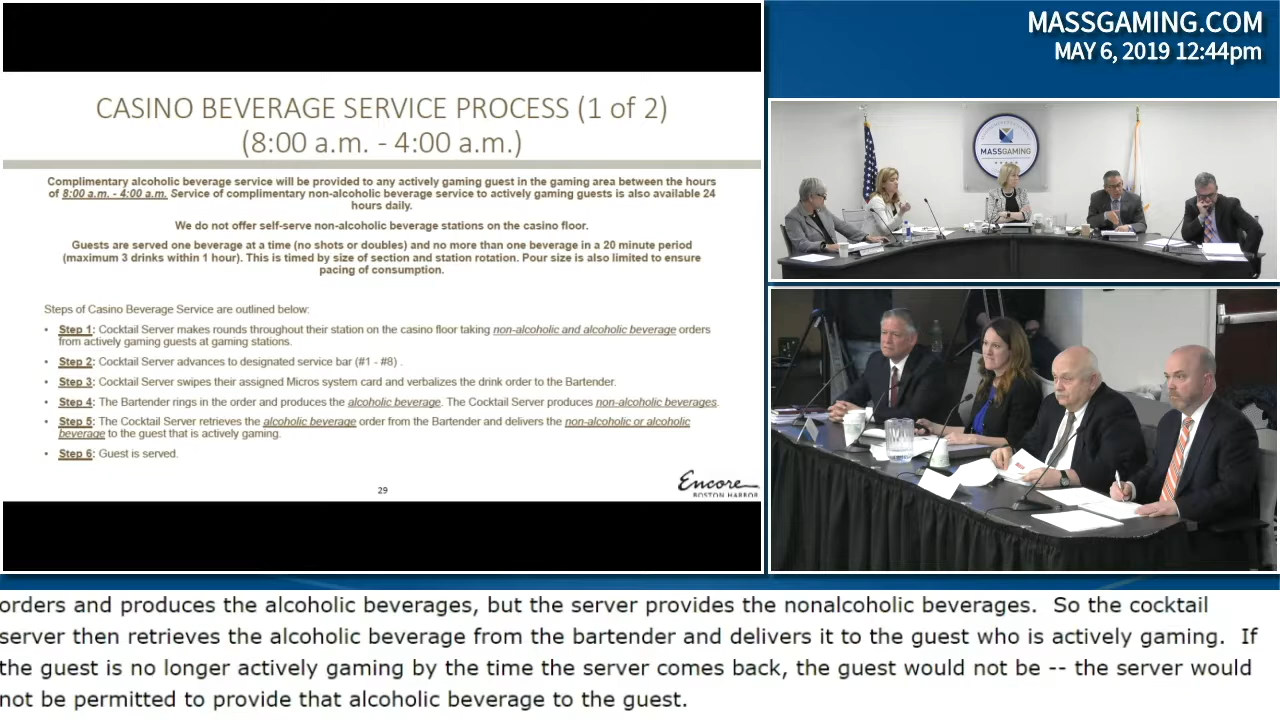 MASSGAMING.COM
MAY 6, 2019 12:44pm
CASINO BEVERAGE SERVICE PROCESS (1 of 2)
(8:00 a.m. - 4:00 a.m.)
Complimentary alcoholic beverage service will be provided to any actively gaming guest in the gaming area between the hours
of 8:00 a.m. - 4:00 a.m. Service of complimentary non-alcoholic beverage service to actively gaming guests is also available 24
hours daily.
We do not offer self-serve non-alcoholic beverage stations on the casino floor.
Guests are served one beverage at a time (no shots or doubles) and no more than one beverage in a 20 minute period
(maximum 3 drinks within 1 hour). This is timed by size of section and station rotation. Pour size is also limited to ensure
pacing of consumption.
Steps of Casino Beverage Service are outlined below:
• Step 1: Cocktail Server makes rounds throughout their station on the casino floor taking non-alcoholic and alcoholic beverage orders
from actively gaming guests at gaming stations.
• Step 2: Cocktail Server advances to designated service bar (#1 - #8) .
• Step 3: Cocktail Server swipes their assigned Micros system card and verbalizes the drink order to the Bartender.
• Step 4: The Bartender rings in the order and produces the alcoholic beverage. The Cocktail Server produces non-alcoholic beverages.
• Step 5: The Cocktail Server retrieves the alcoholic beverage order from the Bartender and delivers the non-alcoholic or alcoholic
beverage to the guest that is actively gaming.
• Step 6: Guest is served.
29
Encore
BOSTON HARBOR
MASSGAMING
orders and produces the alcoholic beverages, but the server provides the nonalcoholic beverages.  So the cocktail
server then retrieves the alcoholic beverage from the bartender and delivers it to the guest who is actively gaming.  If
the guest is no longer actively gaming by the time the server comes back, the guest would not be -- the server would
not be permitted to provide that alcoholic beverage to the guest.